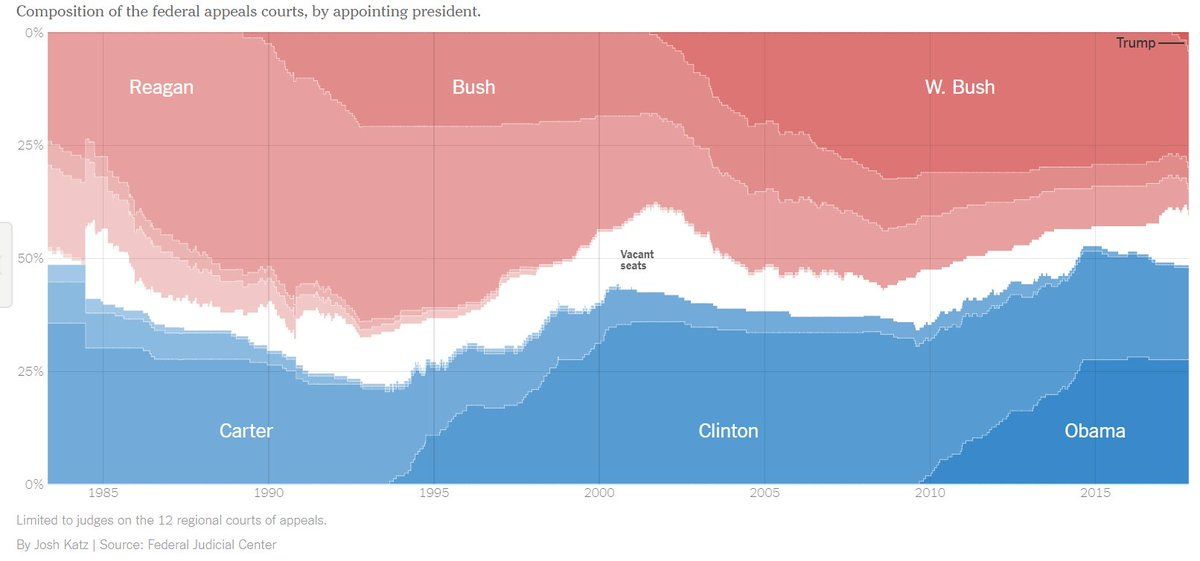 Composition of the federal appeals courts, by appointing president.
0%
Trump
Reagan
Bush
W. Bush
25%
Vacant
seats
50%
25%
Carter
Clinton
Obama
0%
1985
1990
1995
2000
2005
2010
2015
Limited to judges on the 12 regional courts of appeals.
By Josh Katz | Source: Federal Judicial Center